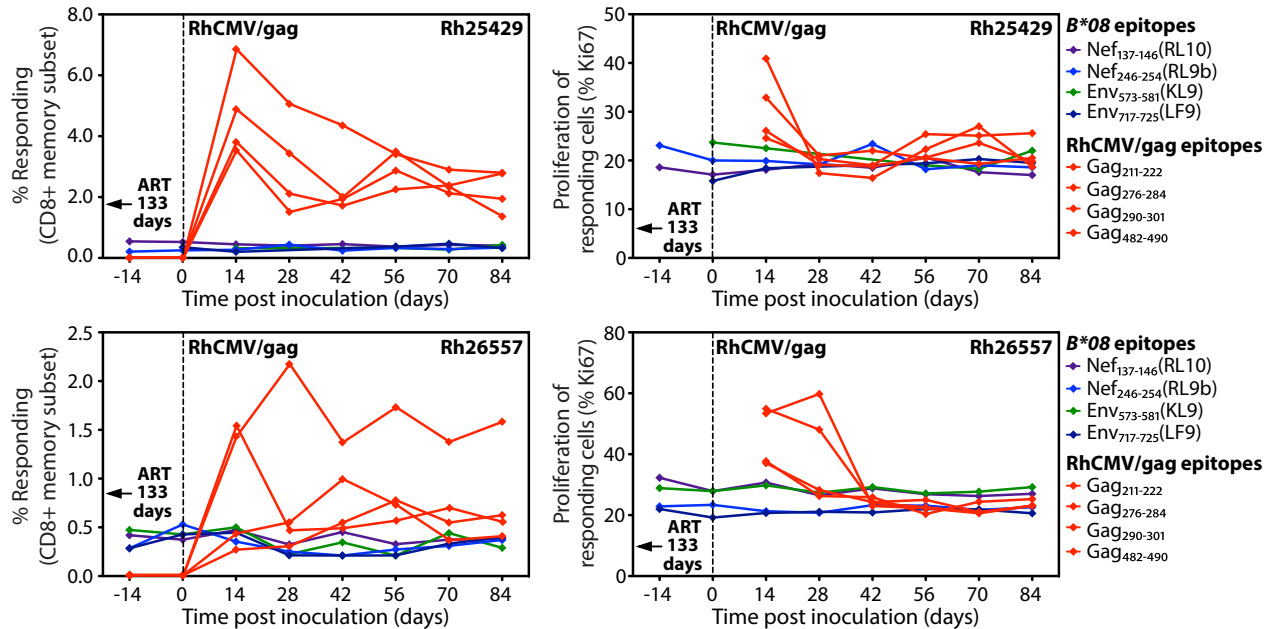 % Responding
(CD8+ memory subset)
8.0
6.0
4.0
2.0
0.0
RhCMV/gag
Rh25429
ART
133
days
-14 0 14 28 42 56 70 84
Time post inoculation (days)
Proliferation of
responding cells (% Ki67)
50
40
30
20
10
0
RhCMV/gag
Rh25429
ART
133
days
-14 0 14 28 42 56 70 84
Time post inoculation (days)
B*08 epitopes
Nef137-146(RL10)
Nef246-254(RL9b)
Env573-581(KL9)
Env717-725(LF9)
RhCMV/gag epitopes
Gag211-222
Gag276-284
Gag290-301
Gag482-490
% Responding
(CD8+ memory subset)
2.5
2.0
1.5
1.0
0.5
0.0
RhCMV/gag
Rh26557
ART
133
days
-14 0 14 28 42 56 70 84
Time post inoculation (days)
Proliferation of
responding cells (% Ki67)
80
60
40
20
0
RhCMV/gag
Rh26557
ART
133
days
-14 0 14 28 42 56 70 84
Time post inoculation (days)
B*08 epitopes
Nef137-146(RL10)
Nef246-254(RL9b)
Env573-581(KL9)
Env717-725(LF9)
RhCMV/gag epitopes
Gag211-222
Gag276-284
Gag290-301
Gag482-490